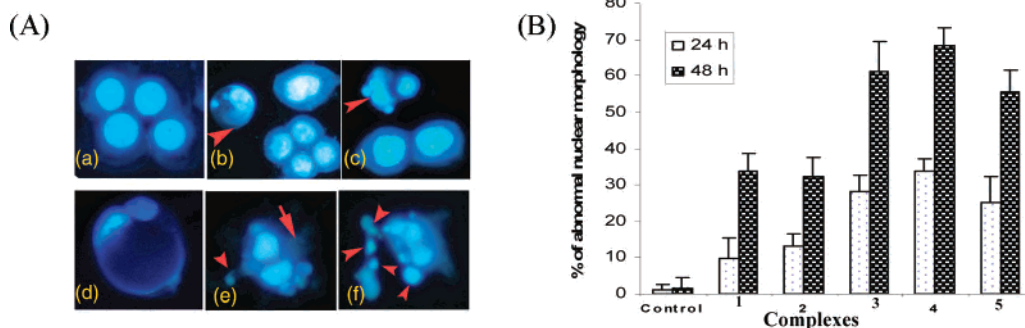 (A)
(a)
(b)
(c)
(d)
(e)
(f)
(B)
% of abnormal nuclear morphology
80
70
60
50
40
30
20
10
0
24 h
48 h
Control 1 2 3 4 5
Complexes